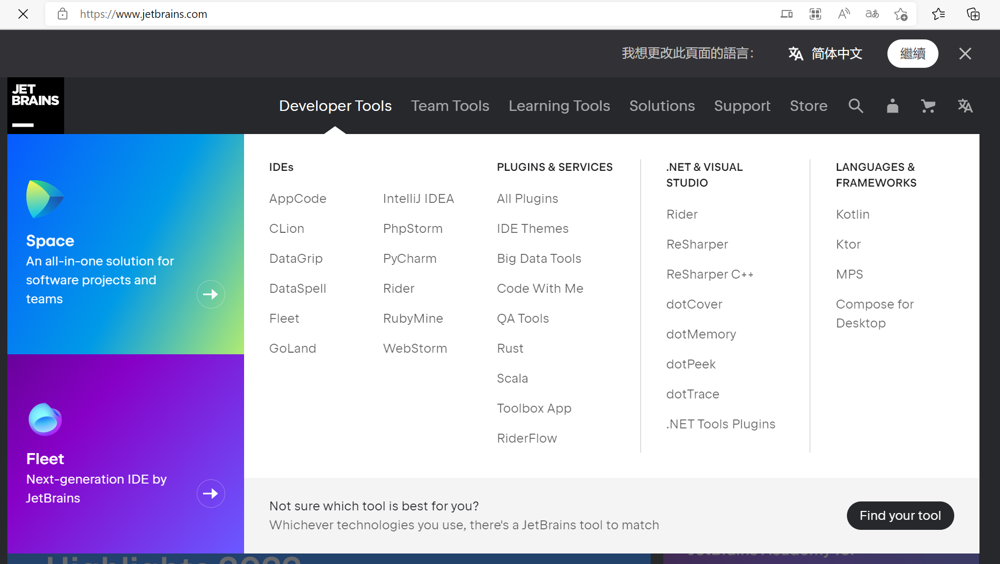 https://www.jetbrains.com
我想更改此頁面的語言：
简体中文
繼續
JET
BRAINS
Developer Tools
Team Tools
Learning Tools
Solutions
Support
Store
Space
An all-in-one solution for
software projects and
teams
Fleet
Next-generation IDE by
JetBrains
IDEs
AppCode
CLion
DataGrip
DataSpell
Fleet
GoLand
IntelliJ IDEA
PhpStorm
PyCharm
Rider
RubyMine
WebStorm
PLUGINS & SERVICES
All Plugins
IDE Themes
Big Data Tools
Code With Me
QA Tools
Rust
Scala
Toolbox App
RiderFlow
.NET & VISUAL
STUDIO
Rider
ReSharper
ReSharper C++
dotCover
dotMemory
dotPeek
dotTrace
.NET Tools Plugins
LANGUAGES &
FRAMEWORKS
Kotlin
Ktor
MPS
Compose for
Desktop
Not sure which tool is best for you?
Whichever technologies you use, there's a JetBrains tool to match
Find your tool
Highlights 2022
JetBrains Academy for